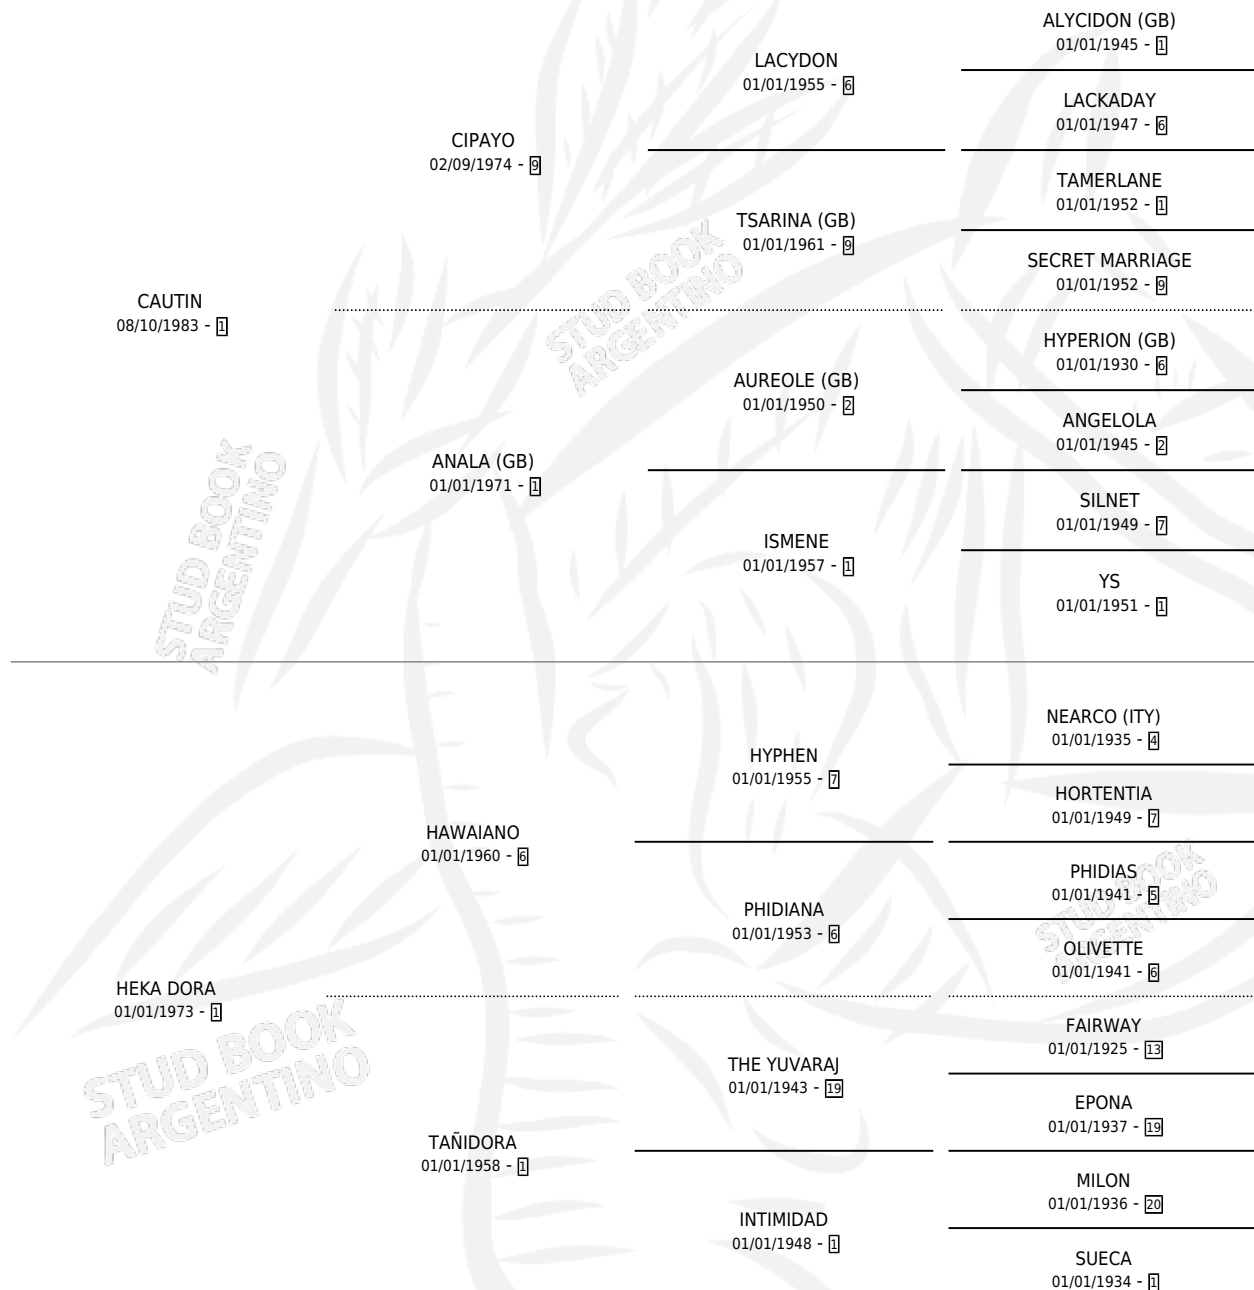 ALYCIDON (GB)
01/01/1945 - 1
LACYDON
01/01/1955 - 6
LACKADAY
01/01/1947 - 6
CIPAYO
02/09/1974 - 9
TAMERLANE
01/01/1952 - 1
TSARINA (GB)
01/01/1961 - 9
SECRET MARRIAGE
01/01/1952 - 9
CAUTIN
08/10/1983 - 1
HYPERION (GB)
01/01/1930 - 6
AUREOLE (GB)
01/01/1950 - 2
ANGELOLA
01/01/1945 - 2
ANALA (GB)
01/01/1971 - 1
SILNET
01/01/1949 - 7
ISMENE
01/01/1957 - 1
YS
01/01/1951 - 1
STUD BOOK
ARGENTINO
STUD BOOK
ARGENTINO
NEARCO (ITY)
01/01/1935 - 4
HYPHEN
01/01/1955 - 7
HORTENTIA
01/01/1949 - 7
HAWAIANO
01/01/1960 - 6
PHIDIAS
01/01/1941 - 5
PHIDIANA
01/01/1953 - 6
OLIVETTE
01/01/1941 - 6
HEKA DORA
01/01/1973 - 1
FAIRWAY
01/01/1925 - 13
THE YUVARAJ
01/01/1943 - 19
EPONA
01/01/1937 - 19
TAÑIDORA
01/01/1958 - 1
MILON
01/01/1936 - 20
INTIMIDAD
01/01/1948 - 1
SUECA
01/01/1934 - 1
STUD BOOK
ARGENTINO
STUD BOOK
ARGENTINO